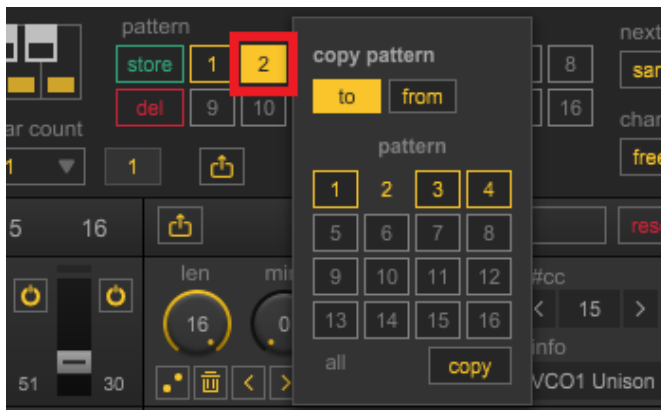 pattern
store 1 2
del 9 10
ar count
1 1
5 16
len
16 0
51 30
copy pattern
to from
pattern
1 2 3 4
5 6 7 8
9 10 11 12
13 14 15 16
all copy
next
8
16
free
res
#cc
< 15 >
info
VCO1 Unison